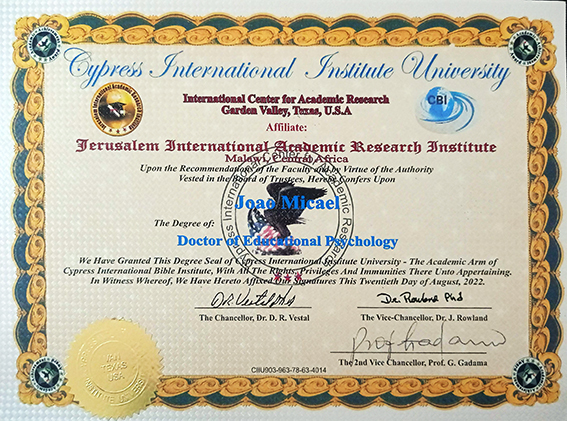 Cypress International Institute University
International Center for Academic Research
Garden Valley, Texas, U.S.A
CBI
Affiliate:
Jerusalem International Academic Research Institute
Malawi, Central Africa
Upon the Recommendations of the Faculty and by Virtue of the Authority
Vested in the Board of Trustees, Hereby Confers Upon
Joao Micael
The Degree of:
Doctor of Educational Psychology
We Have Granted This Degree Seal of Cypress International Institute University - The Academic Arm of
Cypress International Bible Institute, With All The Rights, Privileges And Immunities There Unto Appertaining.
In Witness Whereof, We Have Hereto Affixed Our Signatures This Twentieth Day of August, 2022.
D.R. Vestal
Dr. Rowland PhD
The Chancellor, Dr. D. R. Vestal
The Vice-Chancellor, Dr. J. Rowland
Prof Gadama
The 2nd Vice Chancellor, Prof. G. Gadama
CIIU903-963-78-63-4014
TEXAS
USA